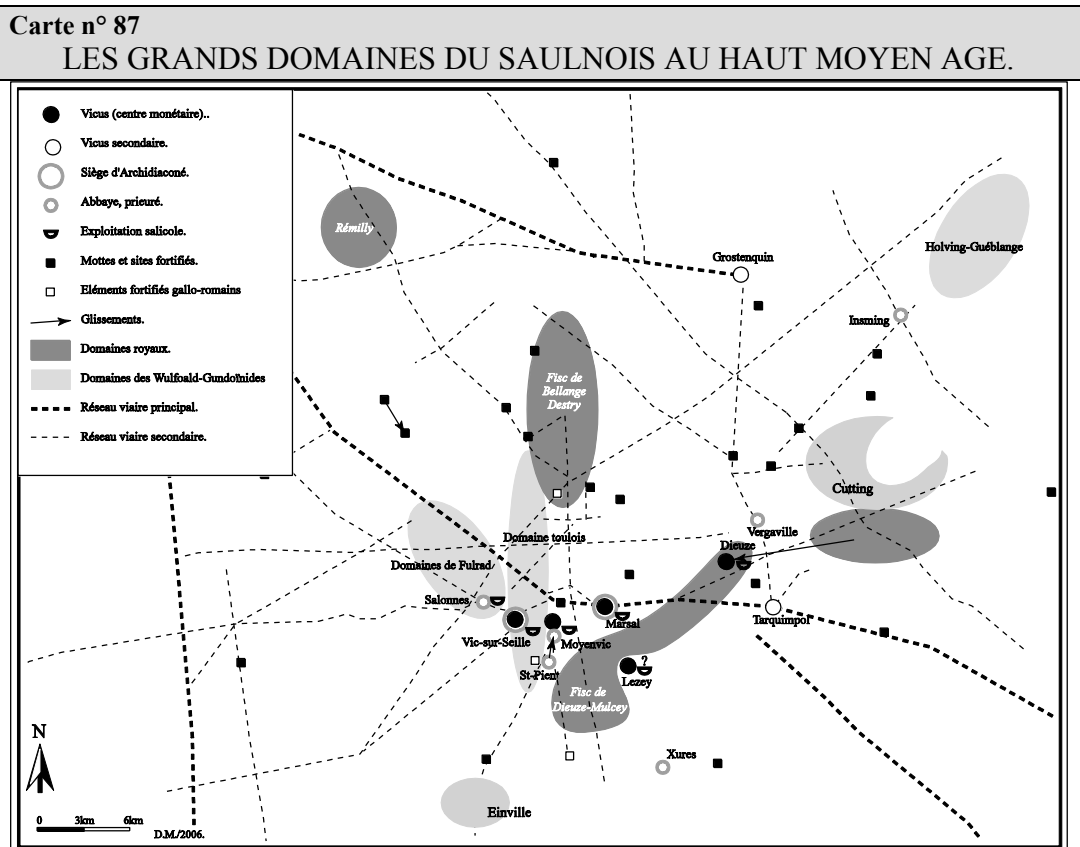 Carte n° 87
LES GRANDS DOMAINES DU SAULNOIS AU HAUT MOYEN AGE.
Vicus (centre monétaire)..
Vicus secondaire.
Siège d'Archidiaconé.
Abbaye, prieuré.
Exploitation salicole.
Mottes et sites fortifiés.
Eléments fortifiés gallo-romains
Glissements.
Domaines royaux.
Domaines des Wulfoald-Gundoïnides
Réseau viaire principal.
Réseau viaire secondaire.
Rémilly
Holving-Guéblange
Grostenquin
Insming
Fisc de
Bellange
Destry
Cutting
Domaine toulois
Vergaville
Dieuze
Domaines de Fulrad
Salonnes
Marsal
Tarquimpol
Vic-sur-Seille
Moyenvic
?
St-Pient
Lezey
Fisc de
Dieuze-Mulcey
Xures
Einville
N
0 3km 6km
D.M./2006.